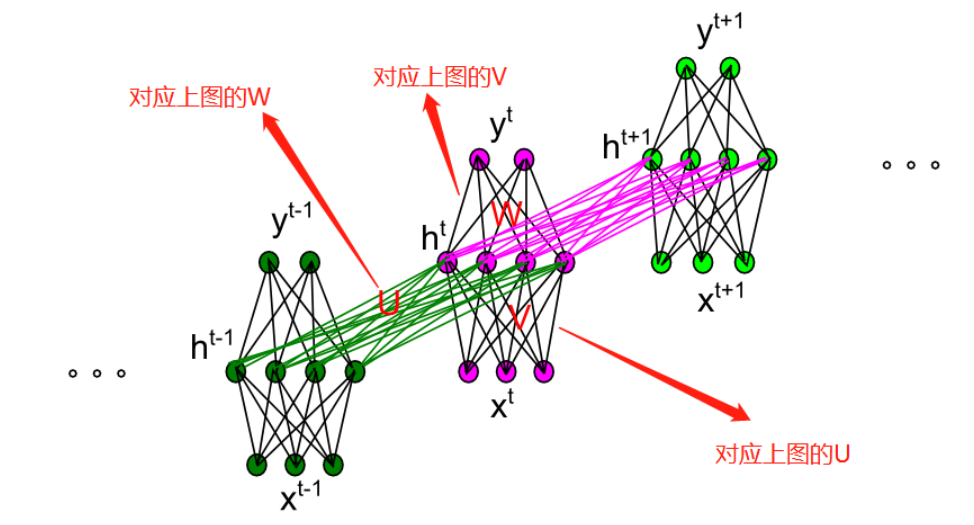 y^{t+1}
对应上图的V
对应上图的W
y^t
h^{t+1}
W
y^{t-1}
h^t
x^{t+1}
U
V
h^{t-1}
x^t
对应上图的U
x^{t-1}